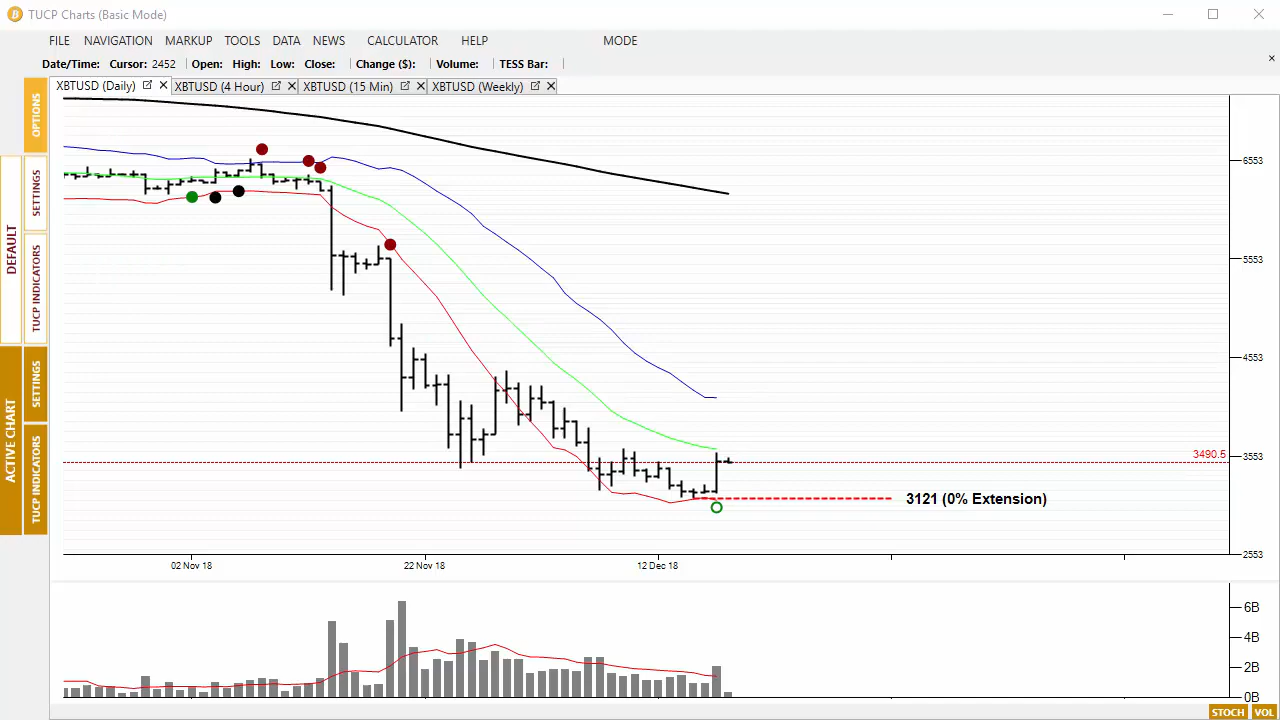 TUCP Charts (Basic Mode)
FILE NAVIGATION MARKUP TOOLS DATA NEWS CALCULATOR HELP MODE
Date/Time: Cursor: 2452 Open: High: Low: Close: Change ($): Volume: TESS Bar:
XBTUSD (Daily) XBTUSD (4 Hour) XBTUSD (15 Min) XBTUSD (Weekly)
OPTIONS
DEFAULT
SETTINGS
TUCP INDICATORS
ACTIVE CHART
SETTINGS
TUCP INDICATORS
6553
5553
4553
3490.5
3553
3121 (0% Extension)
2553
02 Nov 18 22 Nov 18 12 Dec 18
6B
4B
2B
0B
STOCH VOL